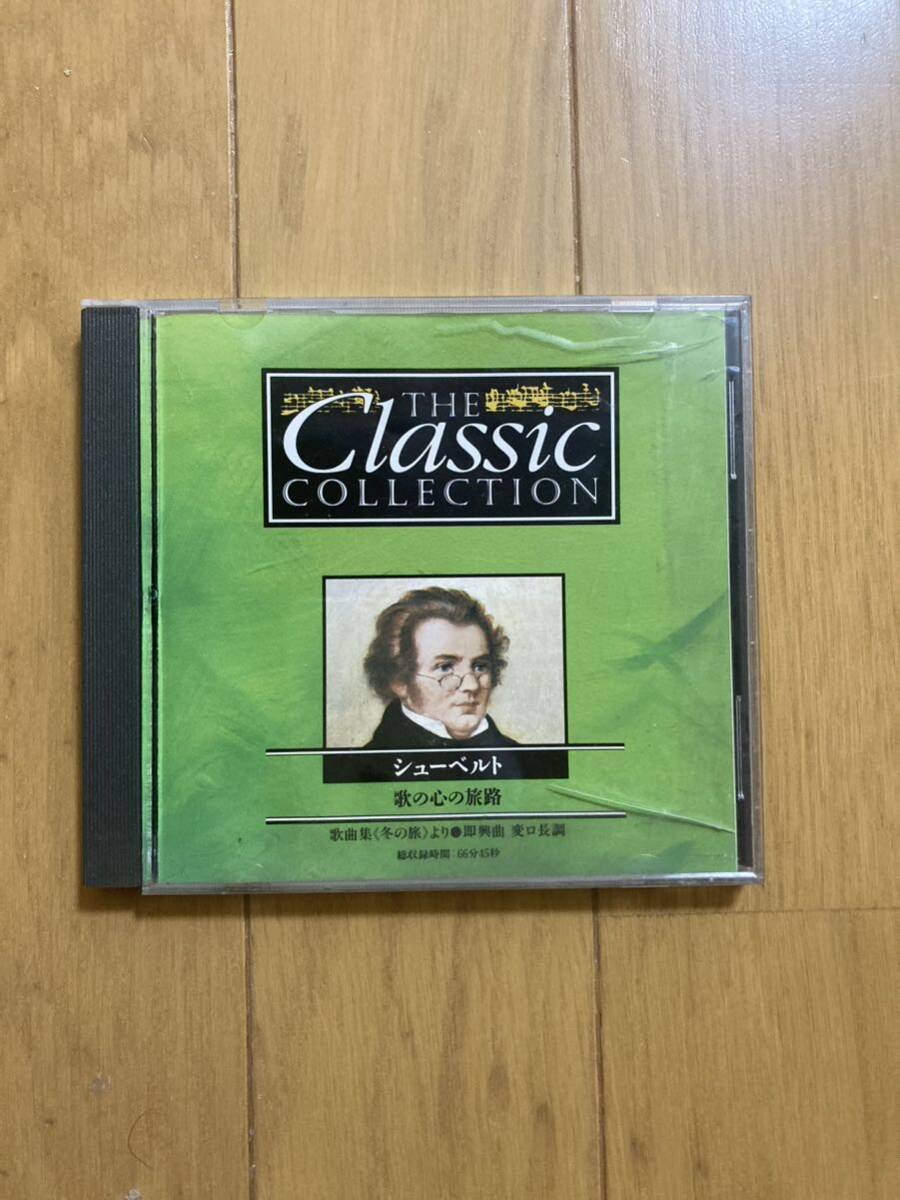 THE
Classic
COLLECTION
シューベルト
歌の心の旅路
歌曲集《冬の旅》より●即興曲 変ロ長調
総収録時間:66分45秒